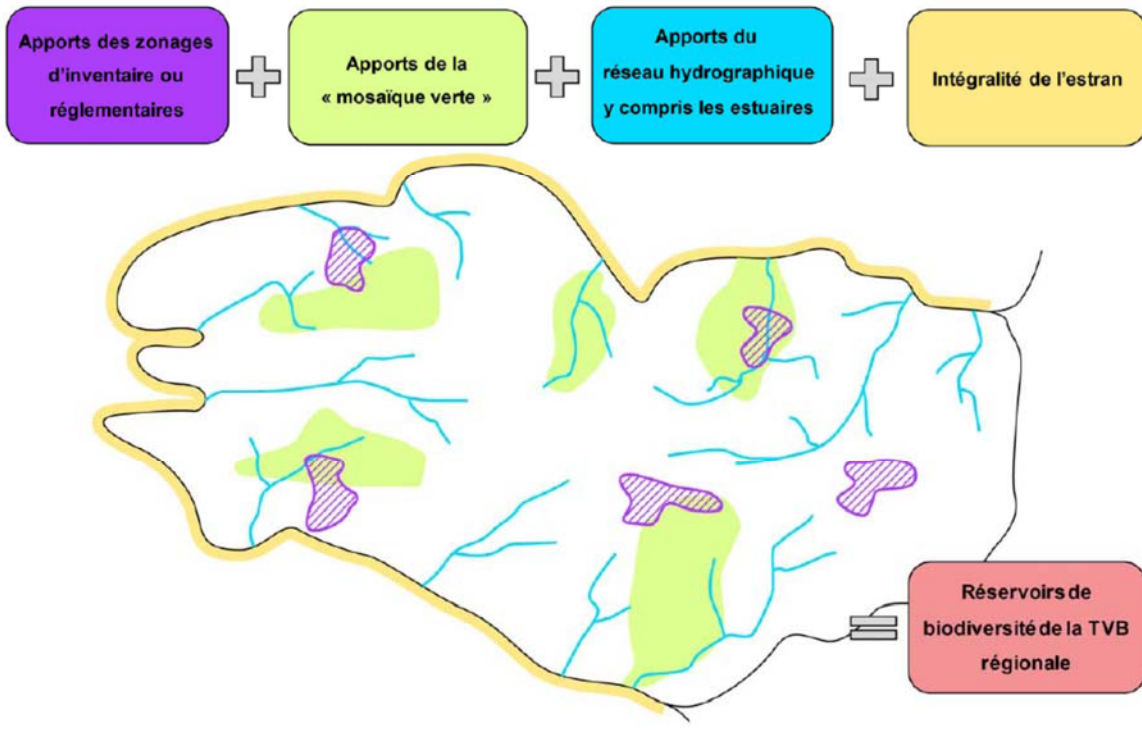 Apports des zonages
d'inventaire ou
réglementaires
Apports de la
« mosaïque verte »
Apports du
réseau hydrographique
y compris les estuaires
Intégralité de l'estran
Réservoirs de
biodiversité de la TVB
régionale